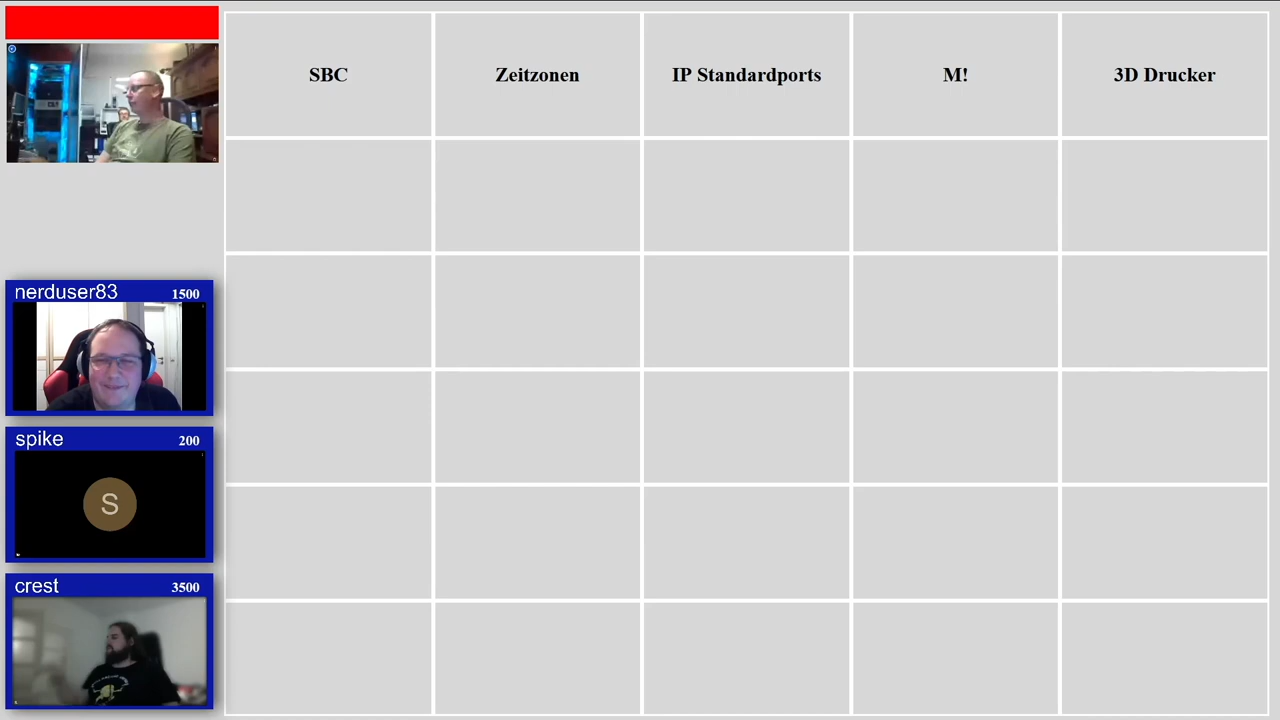 SBC
Zeitzonen
IP Standardports
M!
3D Drucker
nerduser83
1500
spike
200
S
crest
3500